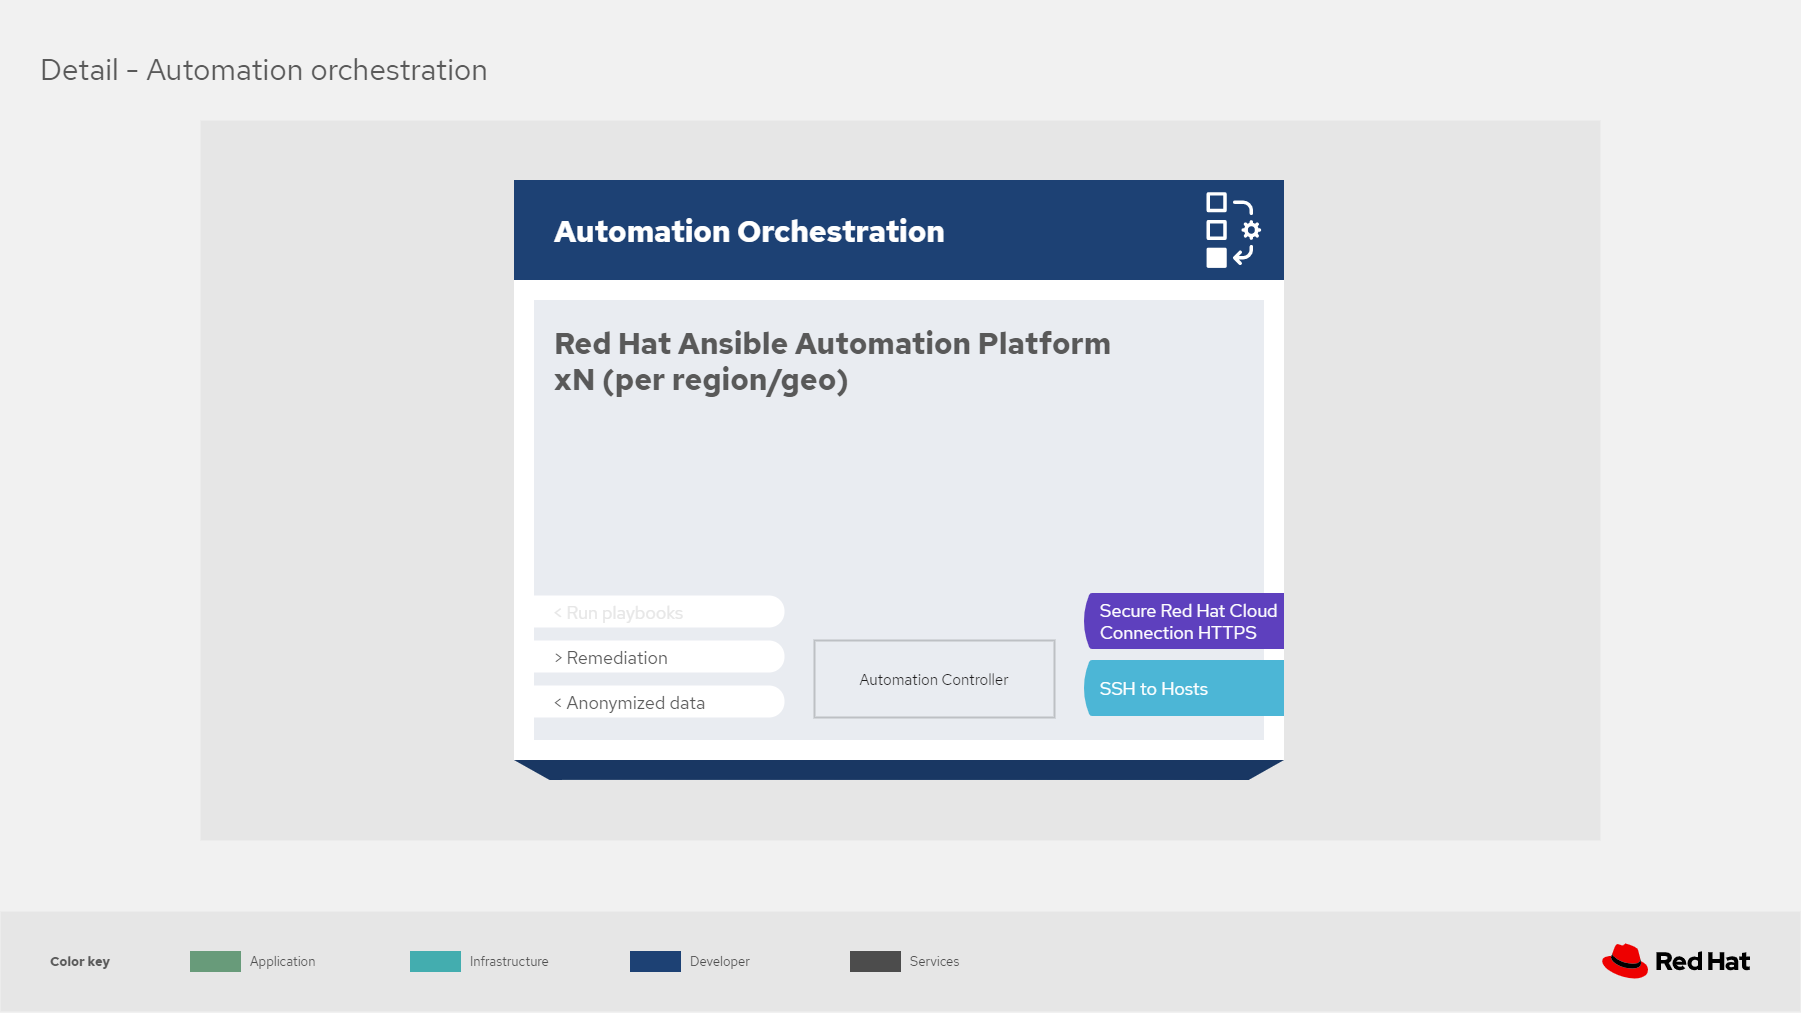 Detail - Automation orchestration
Automation Orchestration
Red Hat Ansible Automation Platform
xN (per region/geo)
< Run playbooks
> Remediation
< Anonymized data
Automation Controller
Secure Red Hat Cloud
Connection HTTPS
SSH to Hosts
Color key
Application
Infrastructure
Developer
Services
Red Hat